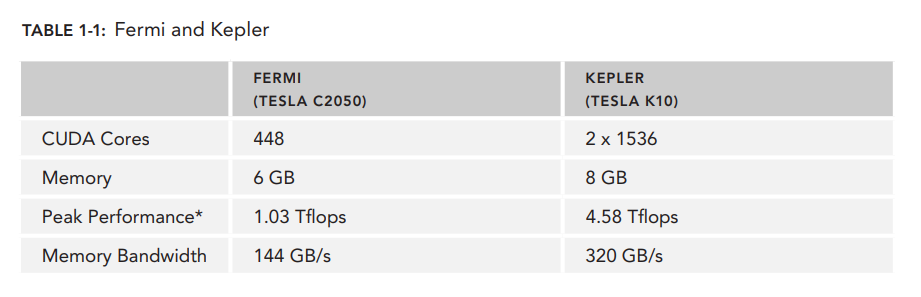 TABLE 1-1: Fermi and Kepler
FERMI
(TESLA C2050)
KEPLER
(TESLA K10)
CUDA Cores 448 2 x 1536
Memory 6 GB 8 GB
Peak Performance* 1.03 Tflops 4.58 Tflops
Memory Bandwidth 144 GB/s 320 GB/s